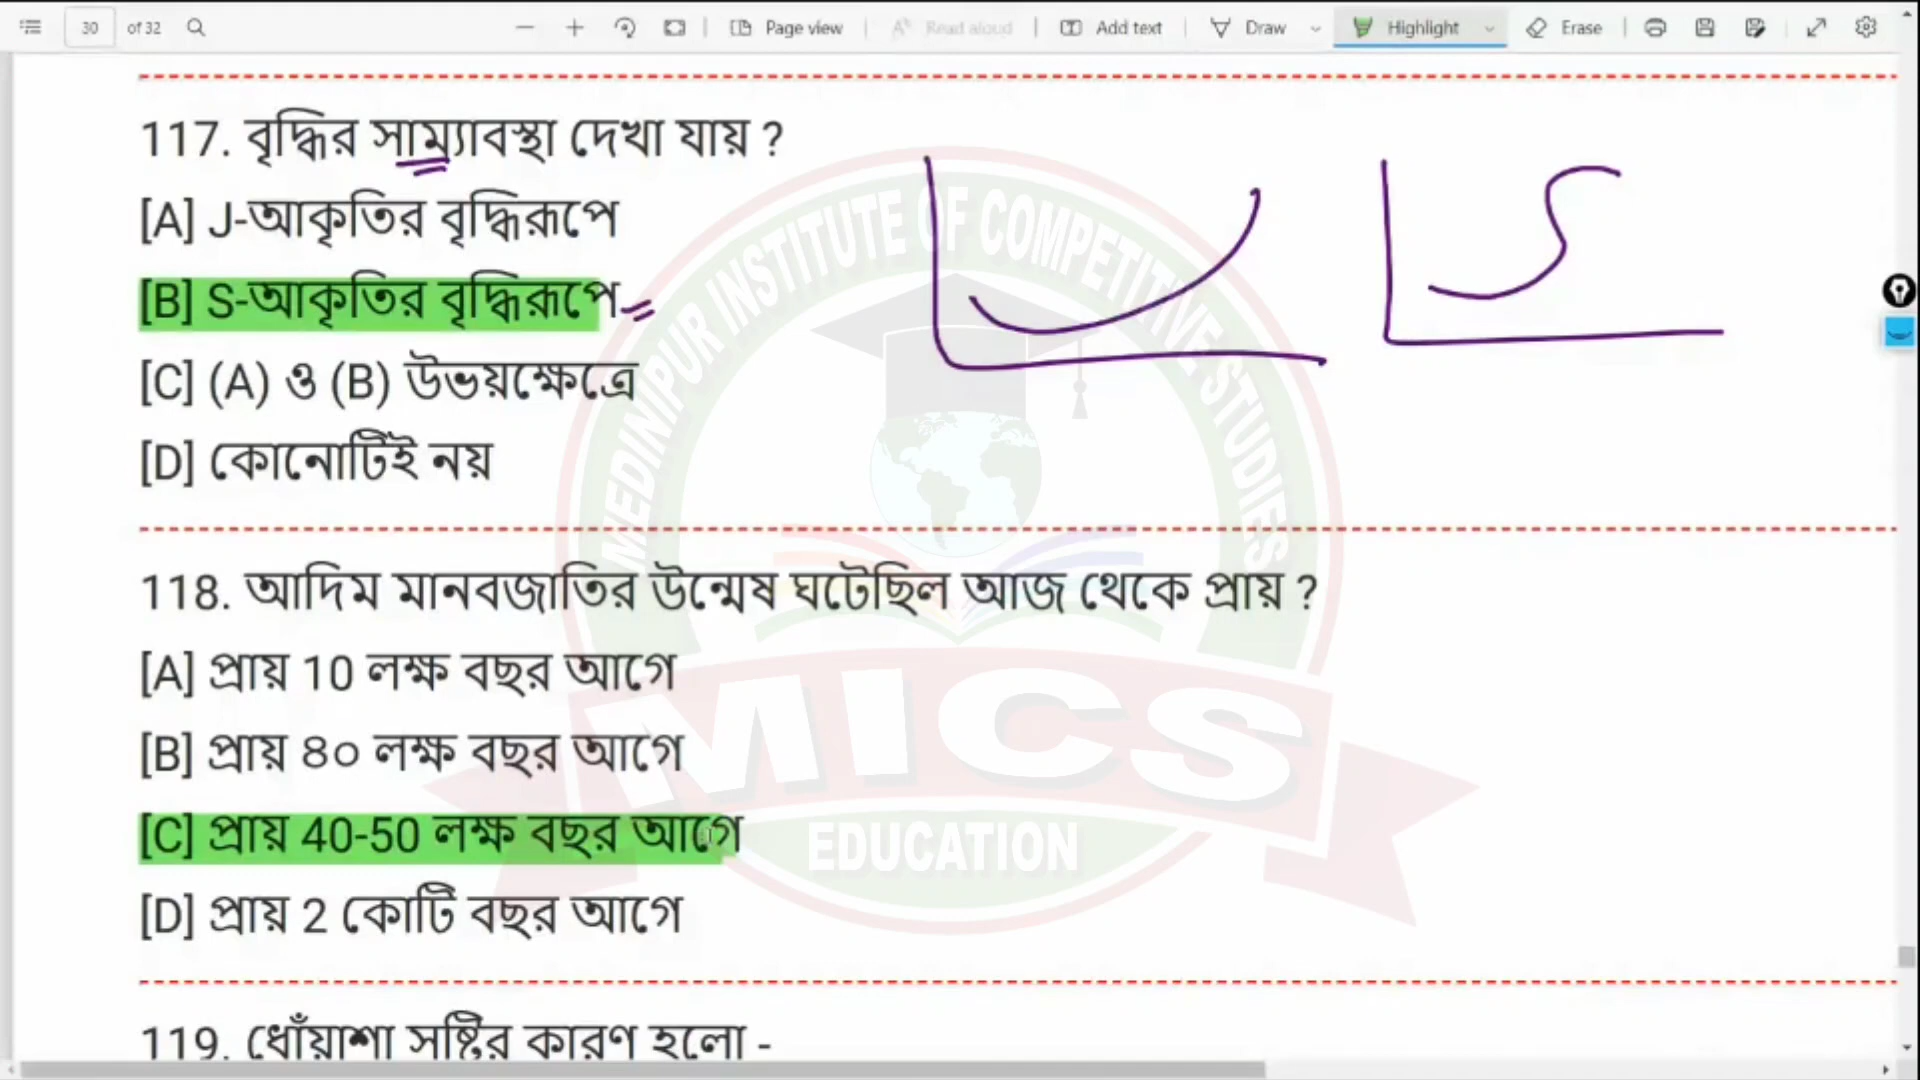 30 of 32 Page view Read aloud Add text Draw Highlight Erase
117. বৃদ্ধির সাম্যাবস্থা দেখা যায় ?
[A] J-আকৃতির বৃদ্ধিরূপে
[B] S-আকৃতির বৃদ্ধিরূপে
[C] (A) ও (B) উভয়ক্ষেত্রে
[D] কোনোটিই নয়
118. আদিম মানবজাতির উন্মেষ ঘটেছিল আজ থেকে প্রায় ?
[A] প্রায় 10 লক্ষ বছর আগে
[B] প্রায় ৪০ লক্ষ বছর আগে
[C] প্রায় 40-50 লক্ষ বছর আগে
[D] প্রায় 2 কোটি বছর আগে
119. ধোঁয়াশা সৃষ্টির কারণ হলো -
MEDINIPUR INSTITUTE OF COMPETITIVE STUDIES
MICS
EDUCATION